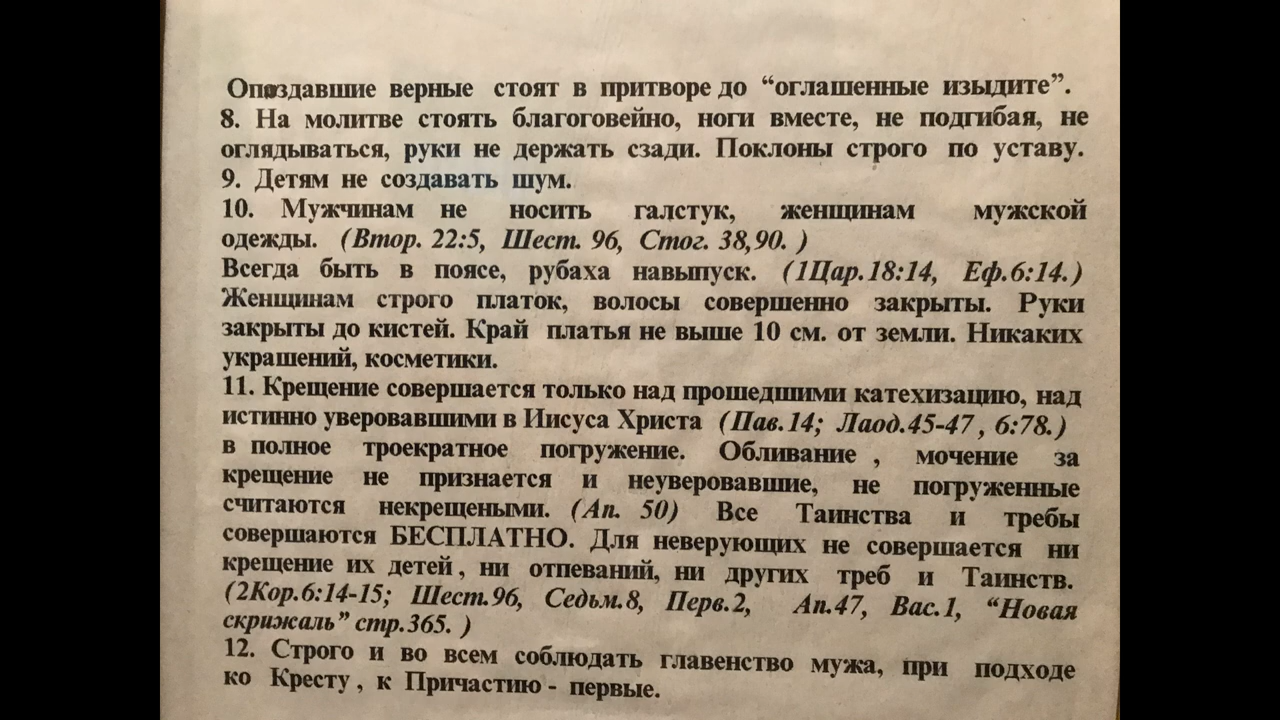 Опоздавшие верные стоят в притворе до “оглашенные изыдите”.
8. На молитве стоять благоговейно, ноги вместе, не подгибая, не
оглядываться, руки не держать сзади. Поклоны строго по уставу.
9. Детям не создавать шум.
10. Мужчинам не носить галстук, женщинам мужской
одежды. (Втор. 22:5, Шест. 96, Стог. 38,90. )
Всегда быть в поясе, рубаха навыпуск. (1Цар.18:14, Еф.6:14.)
Женщинам строго платок, волосы совершенно закрыты. Руки
закрыты до кистей. Край платья не выше 10 см. от земли. Никаких
украшений, косметики.
11. Крещение совершается только над прошедшими катехизацию, над
истинно уверовавшими в Иисуса Христа (Лав.14; Лаод.45-47 , 6:78.)
в полное троекратное погружение. Обливание , мочение за
крещение не признается и неуверовавшие, не погруженные
считаются некрещеными. (Ап. 50) Все Таинства и требы
совершаются БЕСПЛАТНО. Для неверующих не совершается ни
крещение их детей , ни отпеваний, ни других треб и Таинств.
(2Кор.6:14-15; Шест.96, Седьм.8, Перв.2, Ап.47, Вас.1, “Новая
скрижаль” стр.365. )
12. Строго и во всем соблюдать главенство мужа, при подходе
ко Кресту , к Причастию - первые.